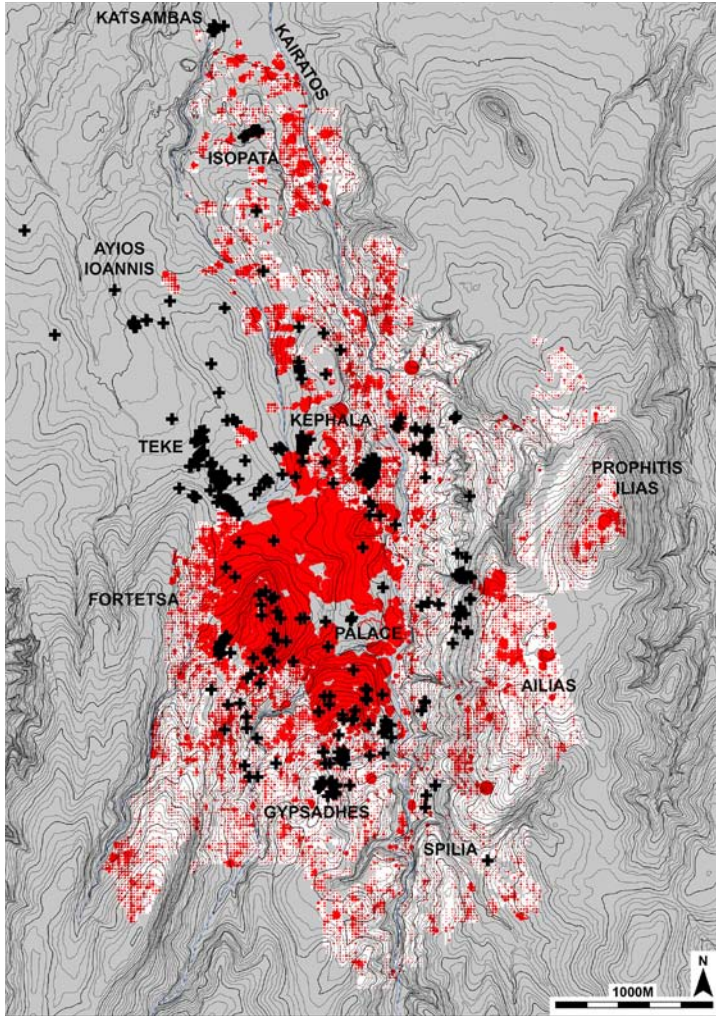 KATSAMBAS
KAIRATOS
ISOPATA
AYIOS
IOANNIS
KEPHALA
TEKE
PROPHITIS
ILIAS
FORTETSA
PALACE
AILIAS
GYPSADHES
SPILIA
N
1000M